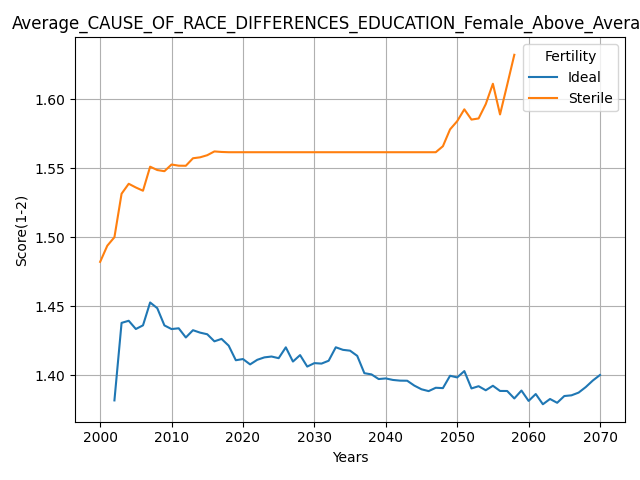 Average_CAUSE_OF_RACE_DIFFERENCES_EDUCATION_Female_Above_Avera
Fertility
Ideal
Sterile
1.60
1.55
1.50
1.45
1.40
Score(1-2)
2000 2010 2020 2030 2040 2050 2060 2070
Years